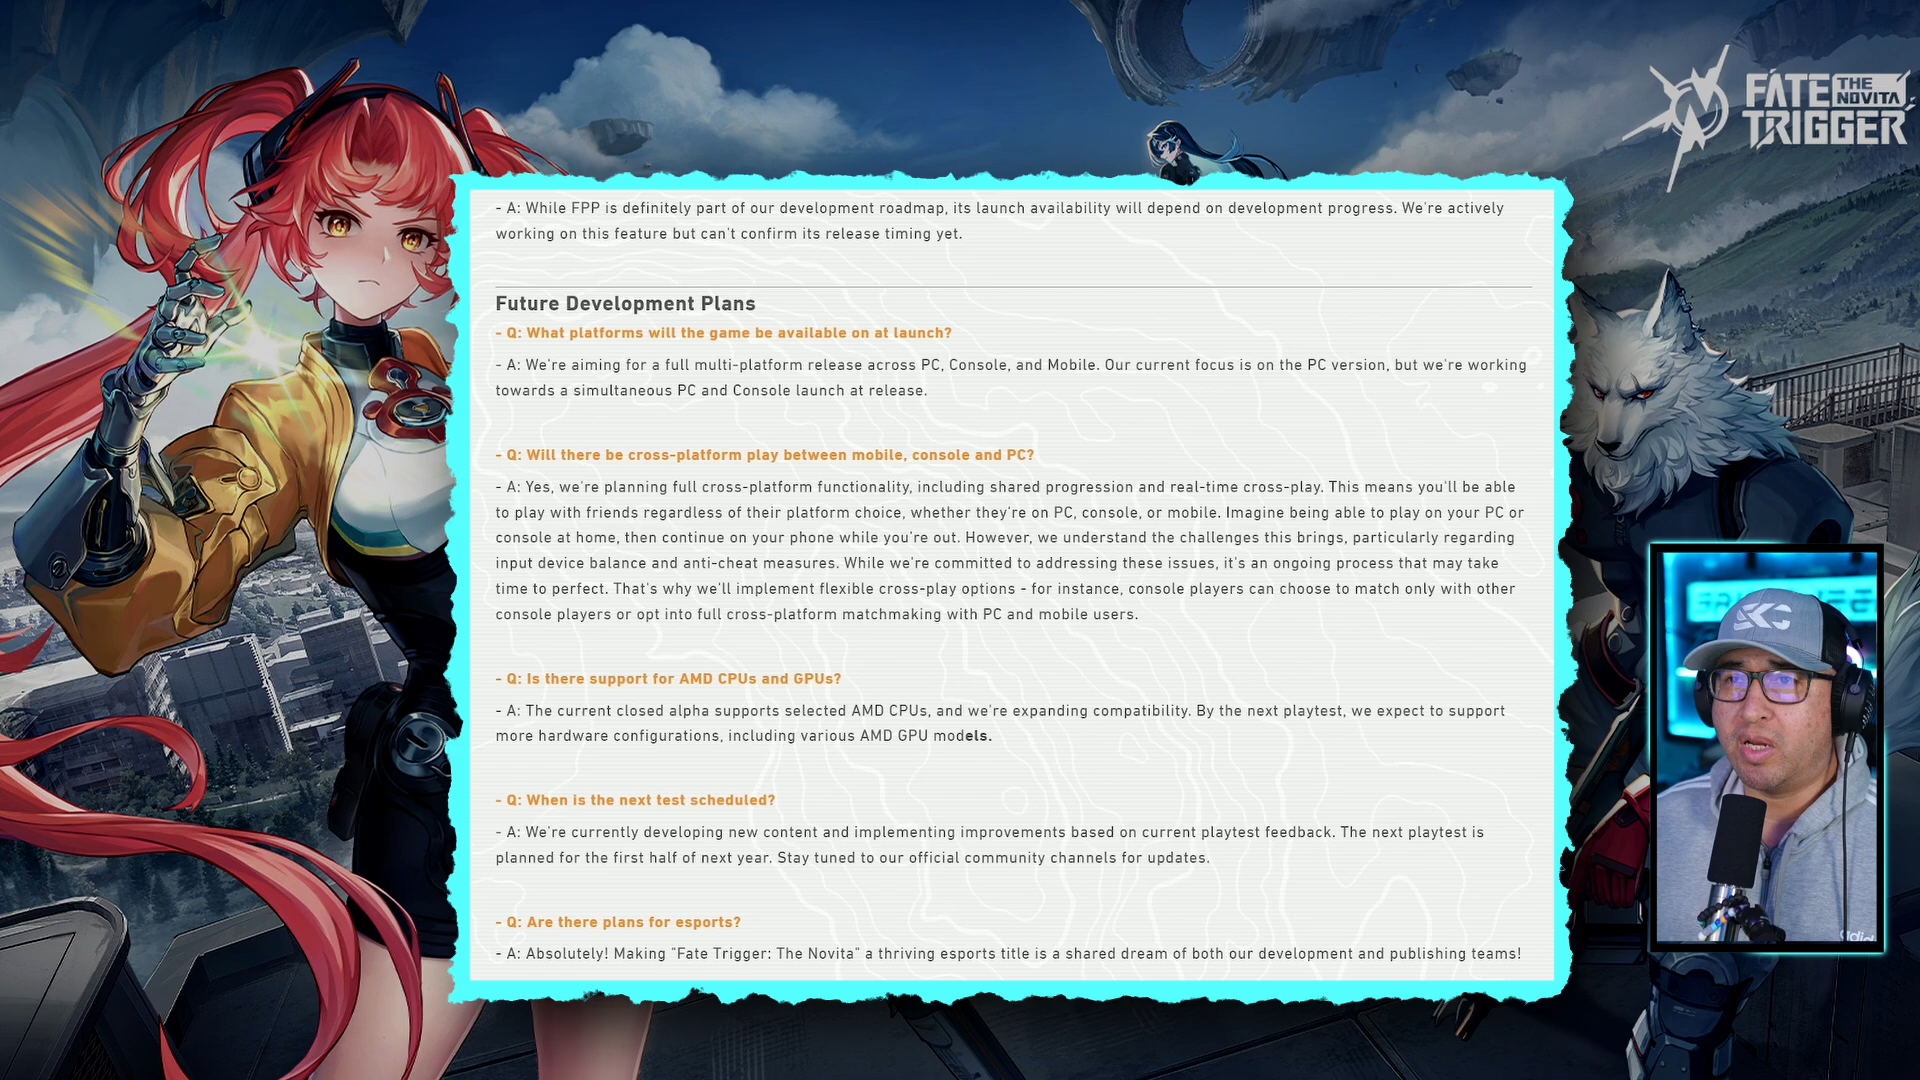 FATE THE NOVITA
TRIGGER
- A: While FPP is definitely part of our development roadmap, its launch availability will depend on development progress. We're actively
working on this feature but can't confirm its release timing yet.
Future Development Plans
- Q: What platforms will the game be available on at launch?
- A: We're aiming for a full multi-platform release across PC, Console, and Mobile. Our current focus is on the PC version, but we're working
towards a simultaneous PC and Console launch at release.
- Q: Will there be cross-platform play between mobile, console and PC?
- A: Yes, we're planning full cross-platform functionality, including shared progression and real-time cross-play. This means you'll be able
to play with friends regardless of their platform choice, whether they're on PC, console, or mobile. Imagine being able to play on your PC or
console at home, then continue on your phone while you're out. However, we understand the challenges this brings, particularly regarding
input device balance and anti-cheat measures. While we're committed to addressing these issues, it's an ongoing process that may take
time to perfect. That's why we'll implement flexible cross-play options - for instance, console players can choose to match only with other
console players or opt into full cross-platform matchmaking with PC and mobile users.
- Q: Is there support for AMD CPUs and GPUs?
- A: The current closed alpha supports selected AMD CPUs, and we're expanding compatibility. By the next playtest, we expect to support
more hardware configurations, including various AMD GPU models.
- Q: When is the next test scheduled?
- A: We're currently developing new content and implementing improvements based on current playtest feedback. The next playtest is
planned for the first half of next year. Stay tuned to our official community channels for updates.
- Q: Are there plans for esports?
- A: Absolutely! Making "Fate Trigger: The Novita" a thriving esports title is a shared dream of both our development and publishing teams!
SKG